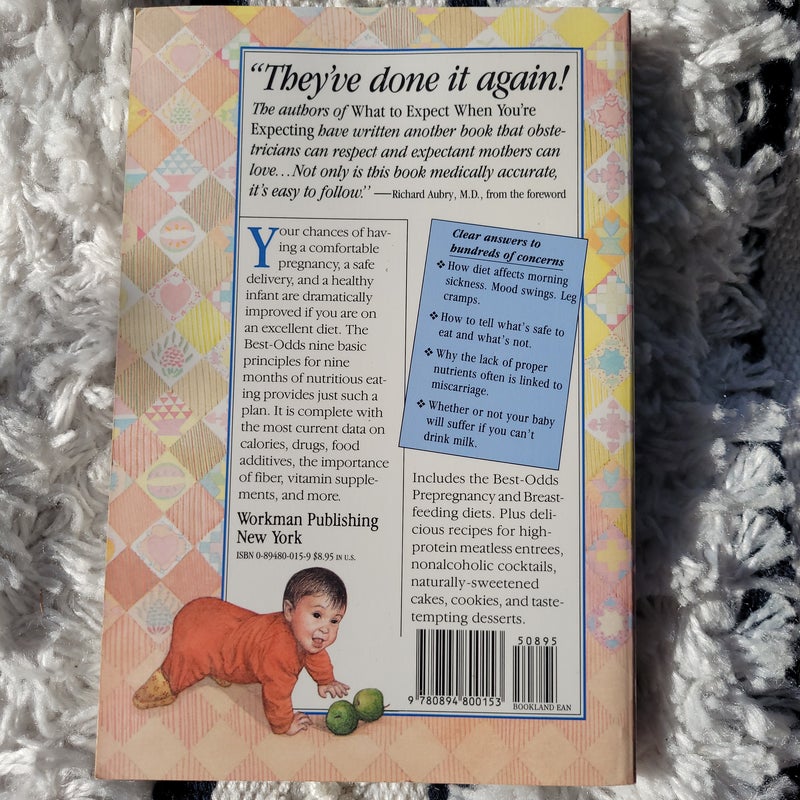 “They’ve done it again!
The authors of What to Expect When You’re
Expecting have written another book that obste-
tricians can respect and expectant mothers can
love…Not only is this book medically accurate,
it’s easy to follow.” —Richard Aubry, M.D., from the foreword
Your chances of hav-
ing a comfortable
pregnancy, a safe
delivery, and a healthy
infant are dramatically
improved if you are on
an excellent diet. The
Best-Odds nine basic
principles for nine
months of nutritious eat-
ing provides just such a
plan. It is complete with
the most current data on
calories, drugs, food
additives, the importance
of fiber, vitamin supple-
ments, and more.
Workman Publishing
New York
ISBN 0-89480-015-9 $8.95 IN U.S.
Clear answers to
hundreds of concerns
❖ How diet affects morning
sickness. Mood swings. Leg
cramps.
❖ How to tell what’s safe to
eat and what’s not.
❖ Why the lack of proper
nutrients often is linked to
miscarriage.
❖ Whether or not your baby
will suffer if you can’t
drink milk.
Includes the Best-Odds
Prepregnancy and Breast-
feeding diets. Plus deli-
cious recipes for high-
protein meatless entrees,
nonalcoholic cocktails,
naturally-sweetened
cakes, cookies, and taste-
tempting desserts.
50895
9 780894 800153
BOOKLAND EAN